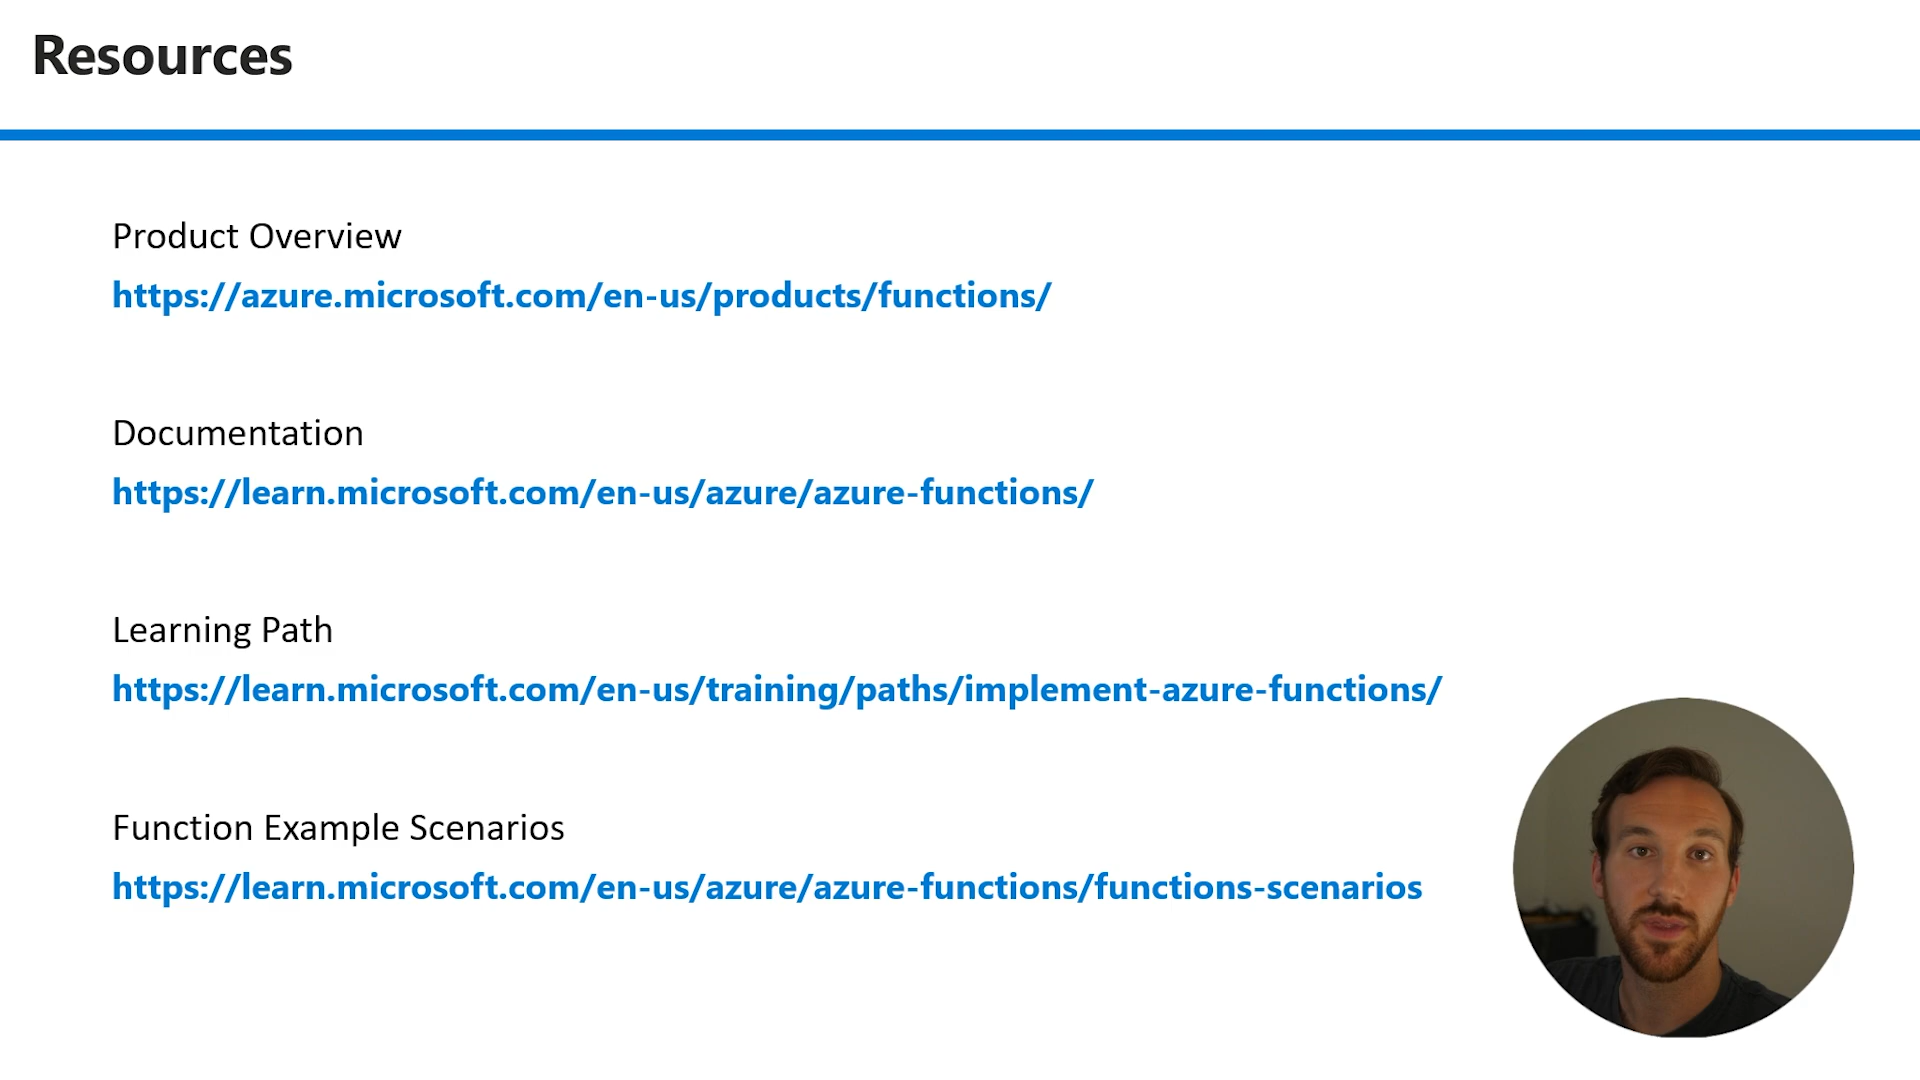 Resources
Product Overview
https://azure.microsoft.com/en-us/products/functions/
Documentation
https://learn.microsoft.com/en-us/azure/azure-functions/
Learning Path
https://learn.microsoft.com/en-us/training/paths/implement-azure-functions/
Function Example Scenarios
https://learn.microsoft.com/en-us/azure/azure-functions/functions-scenarios